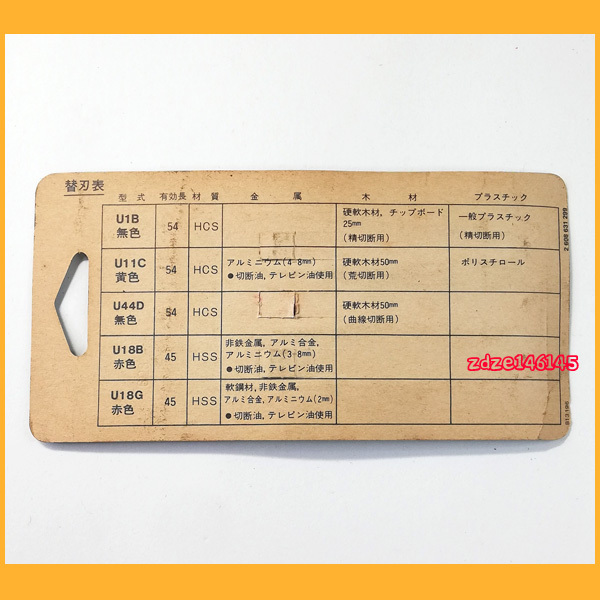 替刃表
型式 有効長 材質 金属 木材 プラスチック
U1B
無色
54 HCS
硬軟木材, チップボード
25mm
(精切断用)
一般プラスチック
(精切断用)
U11C
黄色
54 HCS
アルミニウム(4-8mm)
●切断油, テレビン油使用
硬軟木材50mm
(荒切断用)
ポリスチロール
U44D
無色
54 HCS
硬軟木材50mm
(曲線切断用)
U18B
赤色
45 HSS
非鉄金属, アルミ合金,
アルミニウム(3-8mm)
●切断油, テレビン油使用
U18G
赤色
45 HSS
軟鋼材, 非鉄金属,
アルミ合金, アルミニウム(2mm)
●切断油, テレビン油使用
2 608 631 299
zdze146145